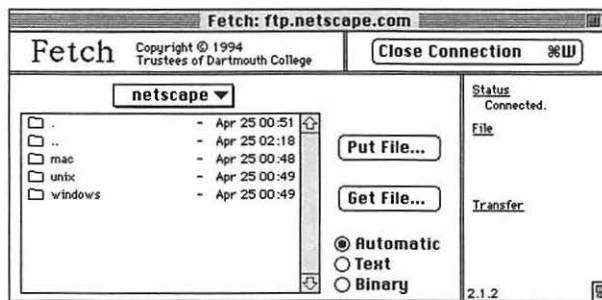 Fetch: ftp.netscape.com
Fetch
Copyright © 1994
Trustees of Dartmouth College
Close Connection ⌘W
netscape ▼
. - Apr 25 00:51
.. - Apr 25 02:18
mac - Apr 25 00:48
unix - Apr 25 00:49
windows - Apr 25 00:49
Put File...
Get File...
Automatic
Text
Binary
Status
Connected.
File
Transfer
2.1.2